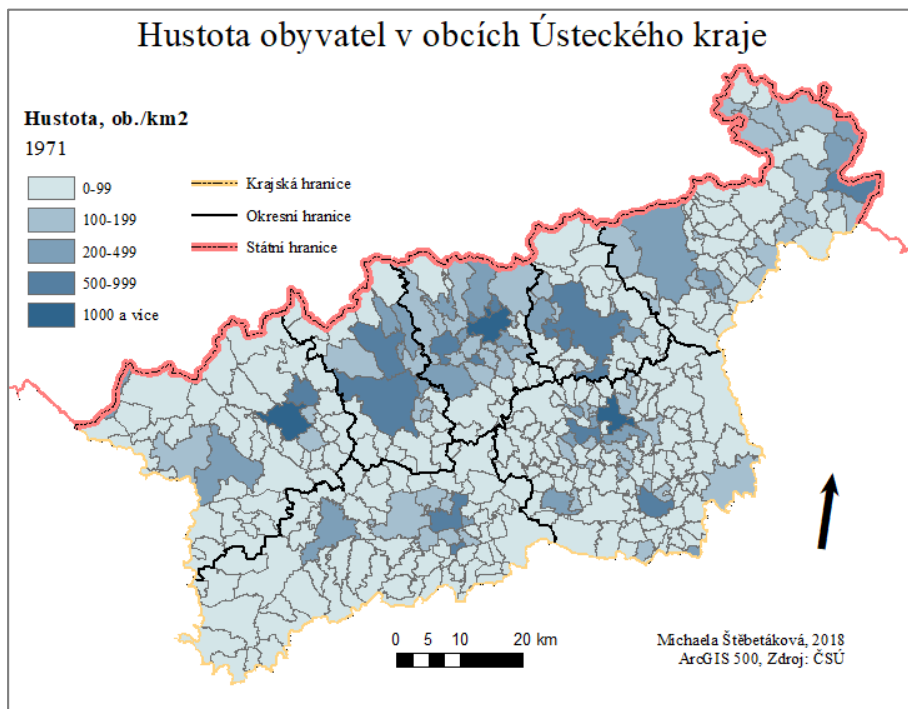 Hustota obyvatel v obcích Ústeckého kraje
Hustota, ob./km2
1971
0-99
100-199
200-499
500-999
1000 a vice
Krajská hranice
Okresní hranice
Státní hranice
0 5 10 20 km
Michaela Štěbetáková, 2018
ArcGIS 500, Zdroj: ČSÚ